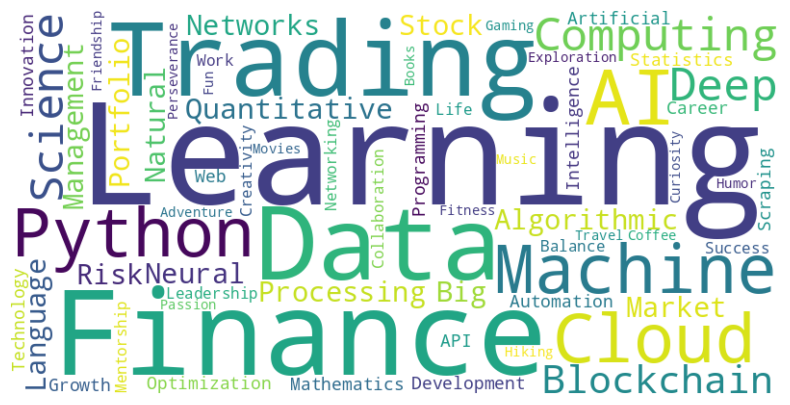 Innovation
Friendship
Trading
Networks
Stock
Gaming
Artificial
Computing
Science
Management
Portfolio
Natural
Perseverance
Work
Fun
Books
Exploration
Statistics
AI
Deep
Quantitative
Life
Career
Learning
Web
Creativity
Movies
Networking
Collaboration
Programming
Music
Intelligence
Curiosity
Humor
Scraping
Python
Adventure
Data
Fitness
Algorithmic
Travel
Coffee
Balance
Success
Machine
Risk
Neural
Technology
Language
Leadership
Passion
Processing
Big
Automation
Market
Finance
API
Hiking
Cloud
Mentorship
Growth
Optimization
Mathematics
Development
Blockchain